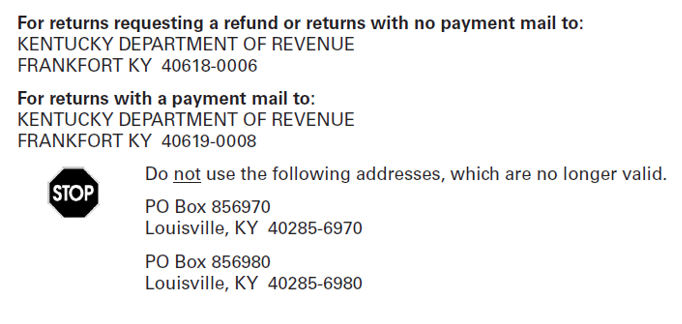 For returns requesting a refund or returns with no payment mail to:
KENTUCKY DEPARTMENT OF REVENUE
FRANKFORT KY  40618-0006
For returns with a payment mail to:
KENTUCKY DEPARTMENT OF REVENUE
FRANKFORT KY  40619-0008
STOP
Do not use the following addresses, which are no longer valid.
PO Box 856970
Louisville, KY  40285-6970
PO Box 856980
Louisville, KY  40285-6980